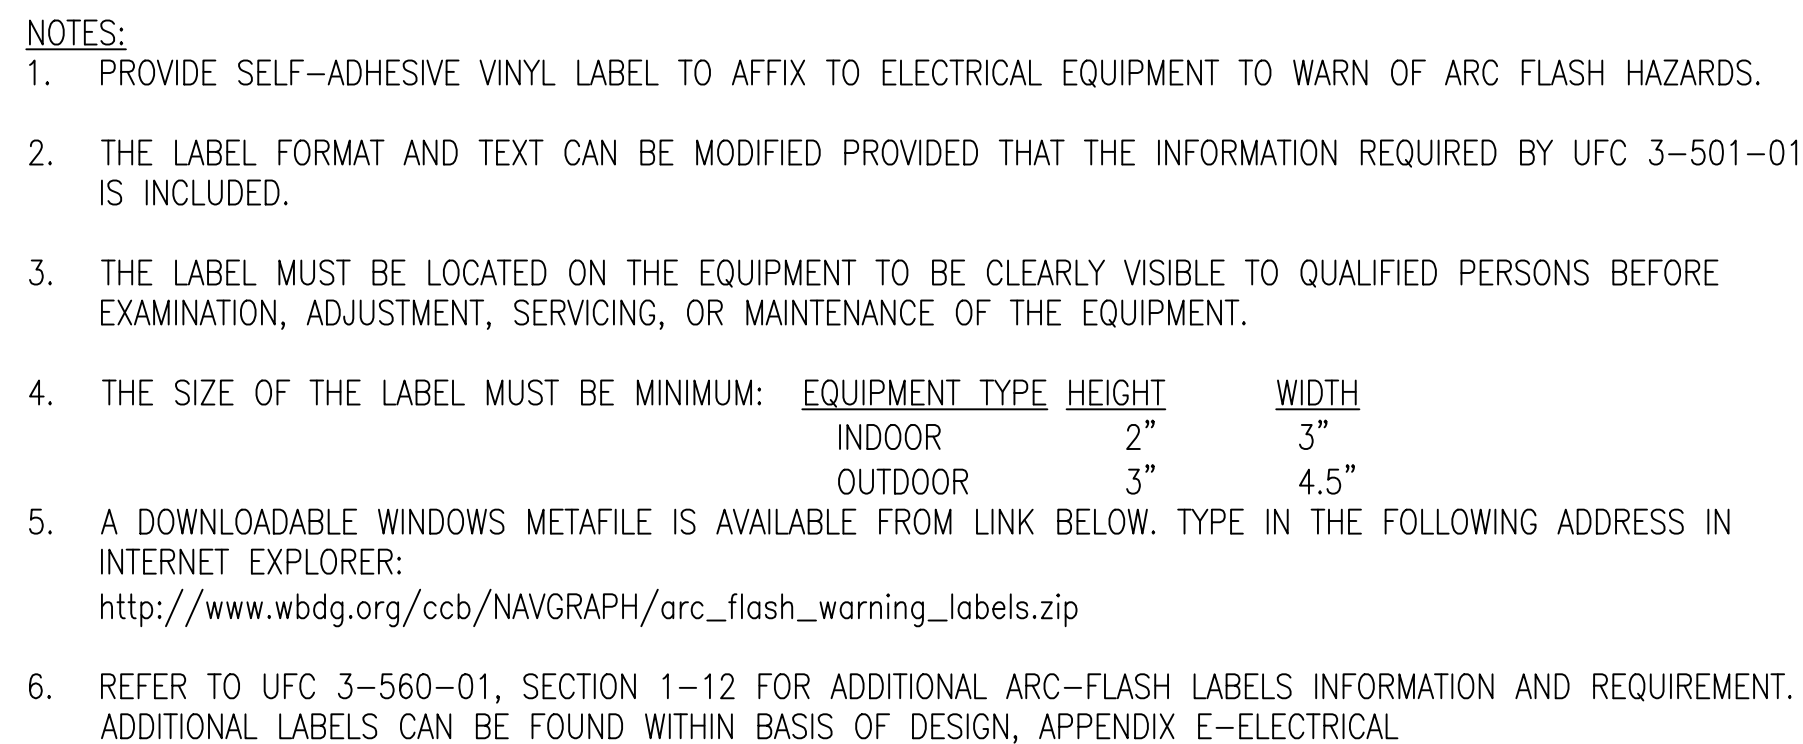 NOTES:
1. PROVIDE SELF-ADHESIVE VINYL LABEL TO AFFIX TO ELECTRICAL EQUIPMENT TO WARN OF ARC FLASH HAZARDS.
2. THE LABEL FORMAT AND TEXT CAN BE MODIFIED PROVIDED THAT THE INFORMATION REQUIRED BY UFC 3-501-01
IS INCLUDED.
3. THE LABEL MUST BE LOCATED ON THE EQUIPMENT TO BE CLEARLY VISIBLE TO QUALIFIED PERSONS BEFORE
EXAMINATION, ADJUSTMENT, SERVICING, OR MAINTENANCE OF THE EQUIPMENT.
4. THE SIZE OF THE LABEL MUST BE MINIMUM: EQUIPMENT TYPE HEIGHT WIDTH
INDOOR 2" 3"
OUTDOOR 3" 4.5"
5. A DOWNLOADABLE WINDOWS METAFILE IS AVAILABLE FROM LINK BELOW. TYPE IN THE FOLLOWING ADDRESS IN
INTERNET EXPLORER:
http://www.wbdg.org/ccb/NAVGRAPH/arc_flash_warning_labels.zip
6. REFER TO UFC 3-560-01, SECTION 1-12 FOR ADDITIONAL ARC-FLASH LABELS INFORMATION AND REQUIREMENT.
ADDITIONAL LABELS CAN BE FOUND WITHIN BASIS OF DESIGN, APPENDIX E-ELECTRICAL